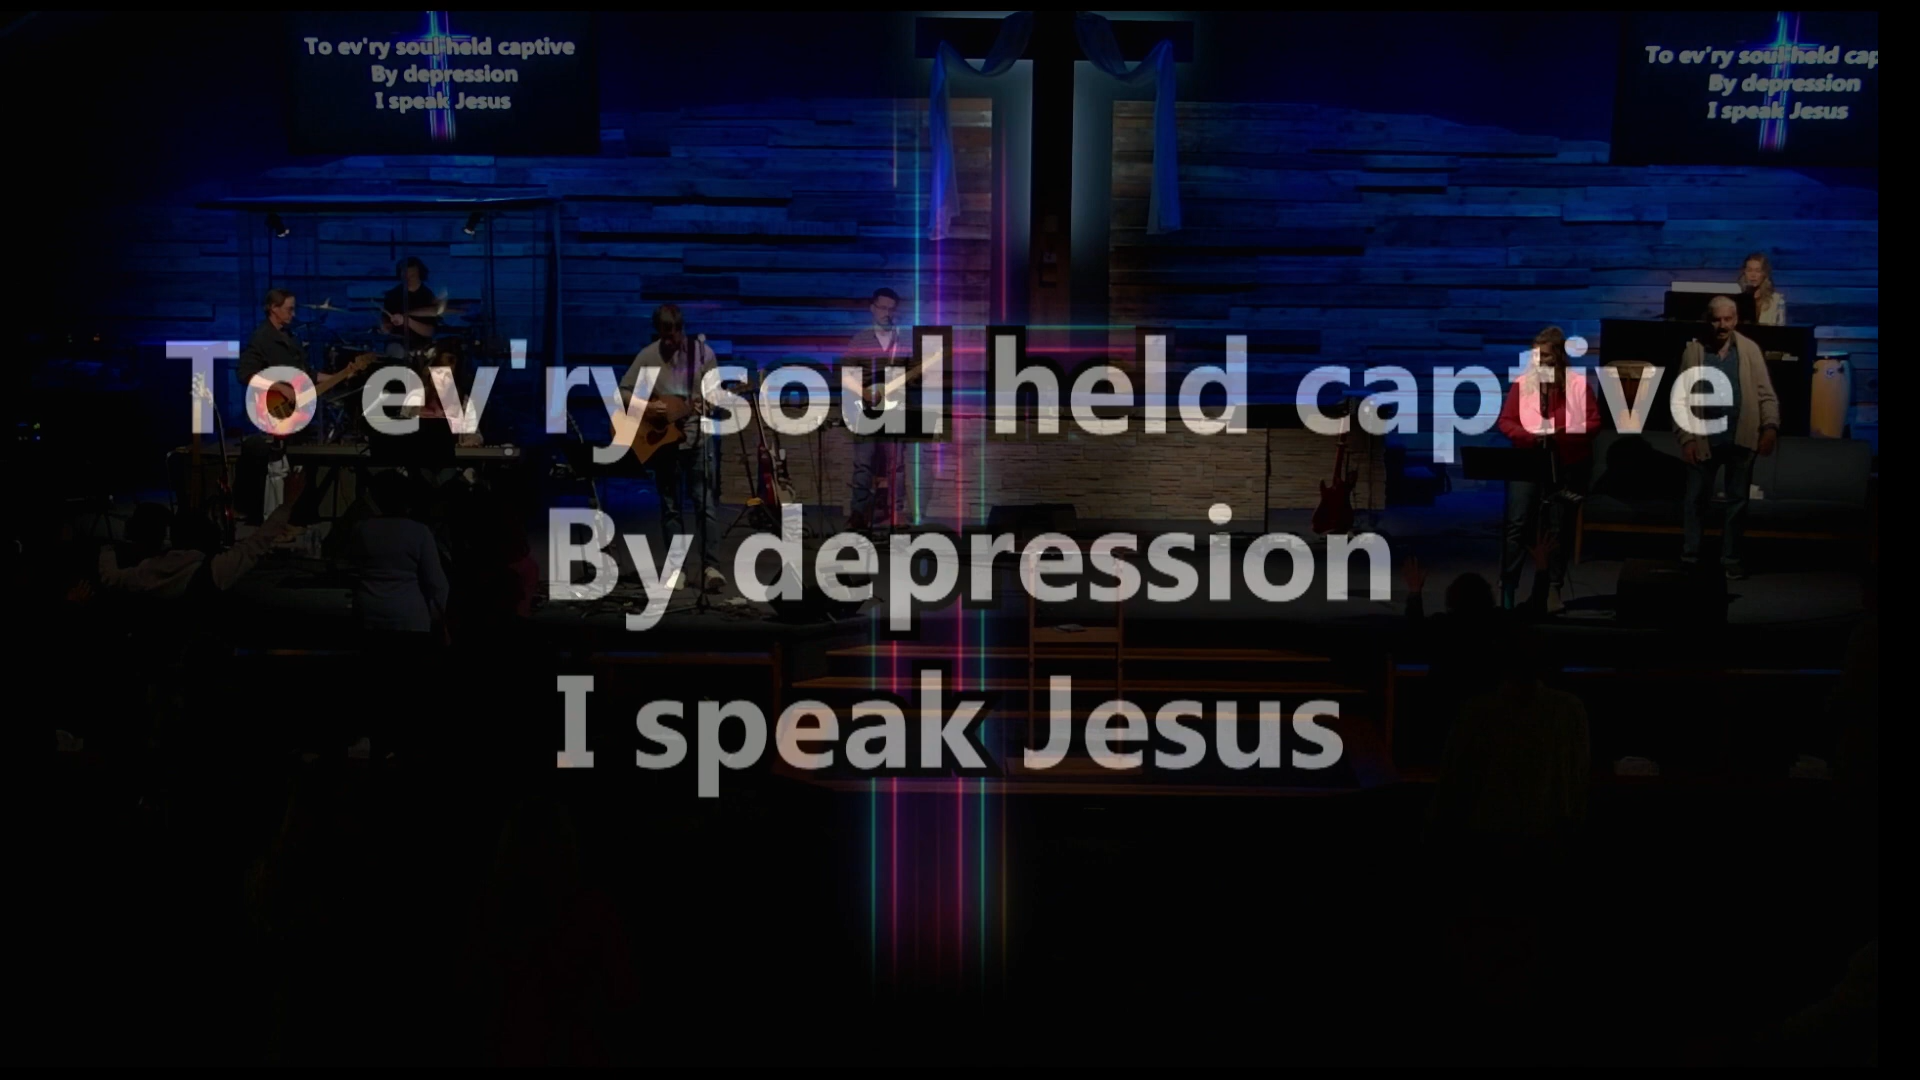 To ev'ry soul held captive
By depression
I speak Jesus
To ev'ry soul held cap
By depression
I speak Jesus
To ev'ry soul held captive
By depression
I speak Jesus